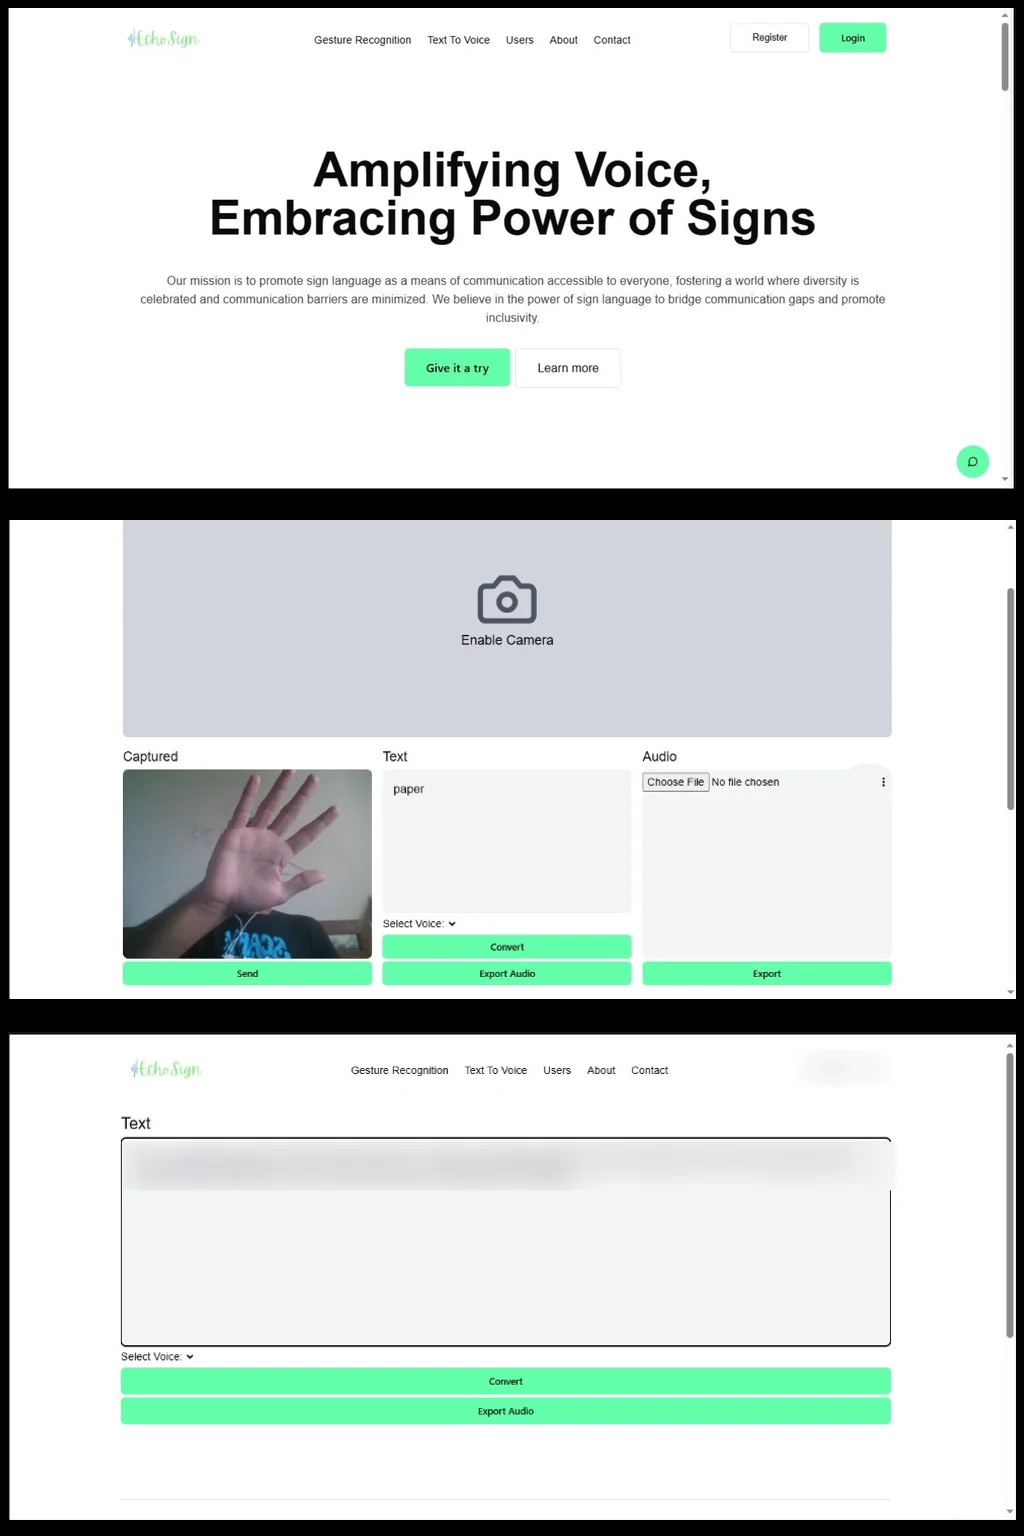 EchoSign
Gesture Recognition Text To Voice Users About Contact
Register Login
Amplifying Voice,
Embracing Power of Signs
Our mission is to promote sign language as a means of communication accessible to everyone, fostering a world where diversity is
celebrated and communication barriers are minimized. We believe in the power of sign language to bridge communication gaps and promote
inclusivity.
Give it a try Learn more
Enable Camera
Captured Text Audio
paper
Choose File No file chosen
Select Voice:
Convert
Send Export Audio Export
EchoSign
Gesture Recognition Text To Voice Users About Contact
Text
Select Voice:
Convert
Export Audio